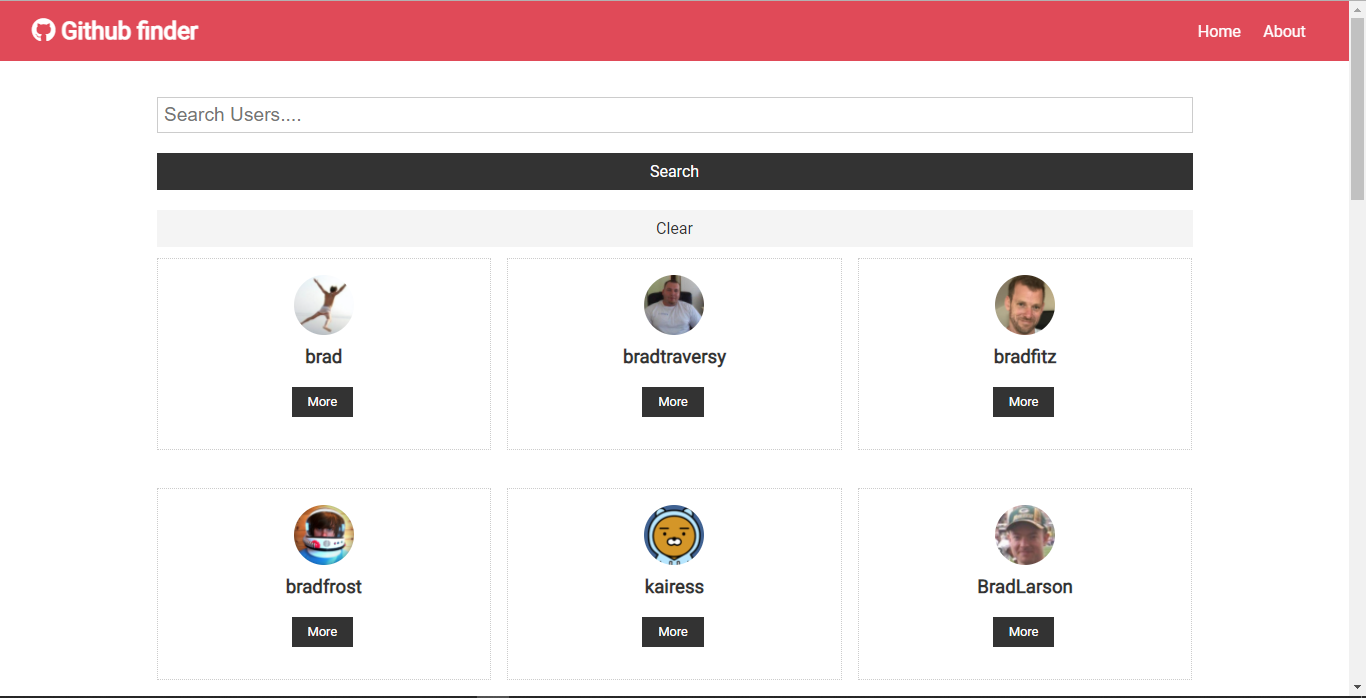 Github finder
Home About
Search Users....
Search
Clear
brad bradtraversy bradfitz
More More More
bradfrost kairess BradLarson
More More More